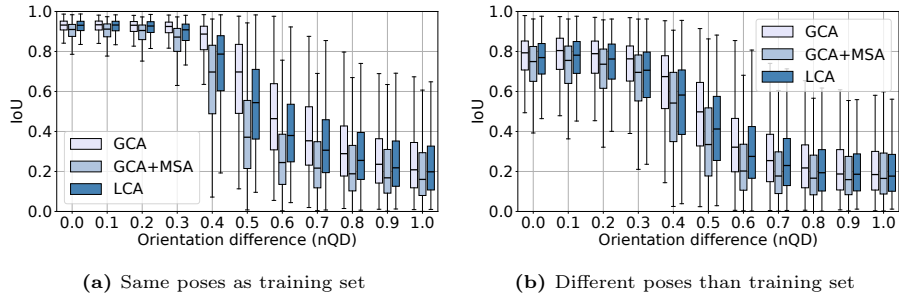 1.0
0.8
0.6
0.4
0.2
0.0
IoU
GCA
GCA+MSA
LCA
0.0 0.1 0.2 0.3 0.4 0.5 0.6 0.7 0.8 0.9 1.0
Orientation difference (nQD)
(a) Same poses as training set
1.0
0.8
0.6
0.4
0.2
0.0
IoU
GCA
GCA+MSA
LCA
0.0 0.1 0.2 0.3 0.4 0.5 0.6 0.7 0.8 0.9 1.0
Orientation difference (nQD)
(b) Different poses than training set